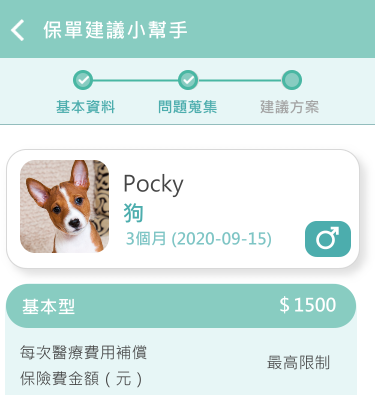 保單建議小幫手
基本資料 問題蒐集 建議方案
Pocky
狗
3個月 (2020-09-15)
基本型 $ 1500
每次醫療費用補償 最高限制
保險費金額 ( 元 )